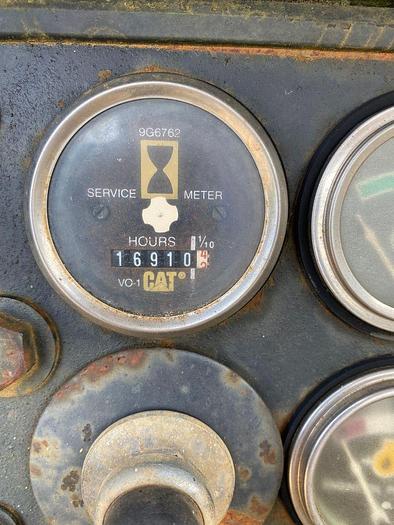 9G6762
SERVICE METER
HOURS 1/10
16910
VO-1 CAT®